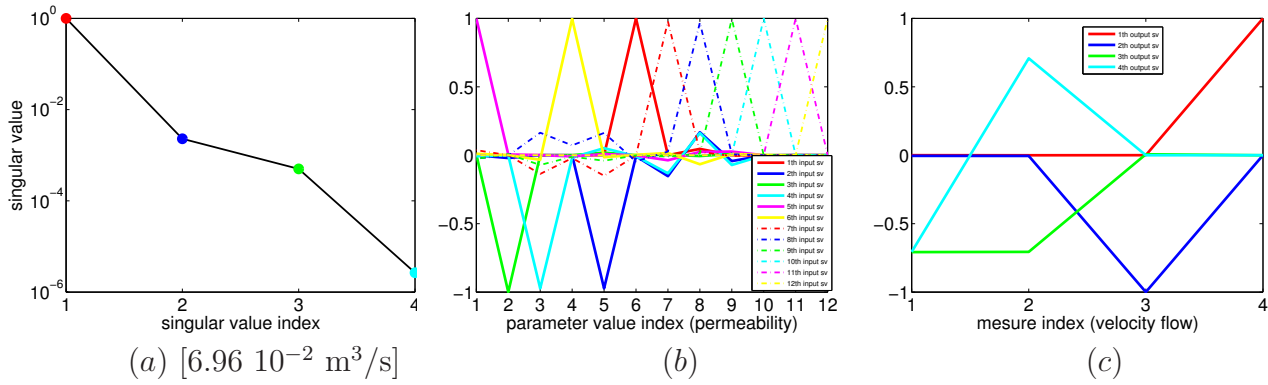 10^0
10^-2
10^-4
10^-6
singular value
1 2 3 4
singular value index
(a) [6.96 10^-2 m^3/s]
1
0.5
0
−0.5
−1
1th input sv
2th input sv
3th input sv
4th input sv
5th input sv
6th input sv
7th input sv
8th input sv
9th input sv
10th input sv
11th input sv
12th input sv
1 2 3 4 5 6 7 8 9 10 11 12
parameter value index (permeability)
(b)
1
0.5
0
−0.5
−1
1th output sv
2th output sv
3th output sv
4th output sv
1 2 3 4
mesure index (velocity flow)
(c)